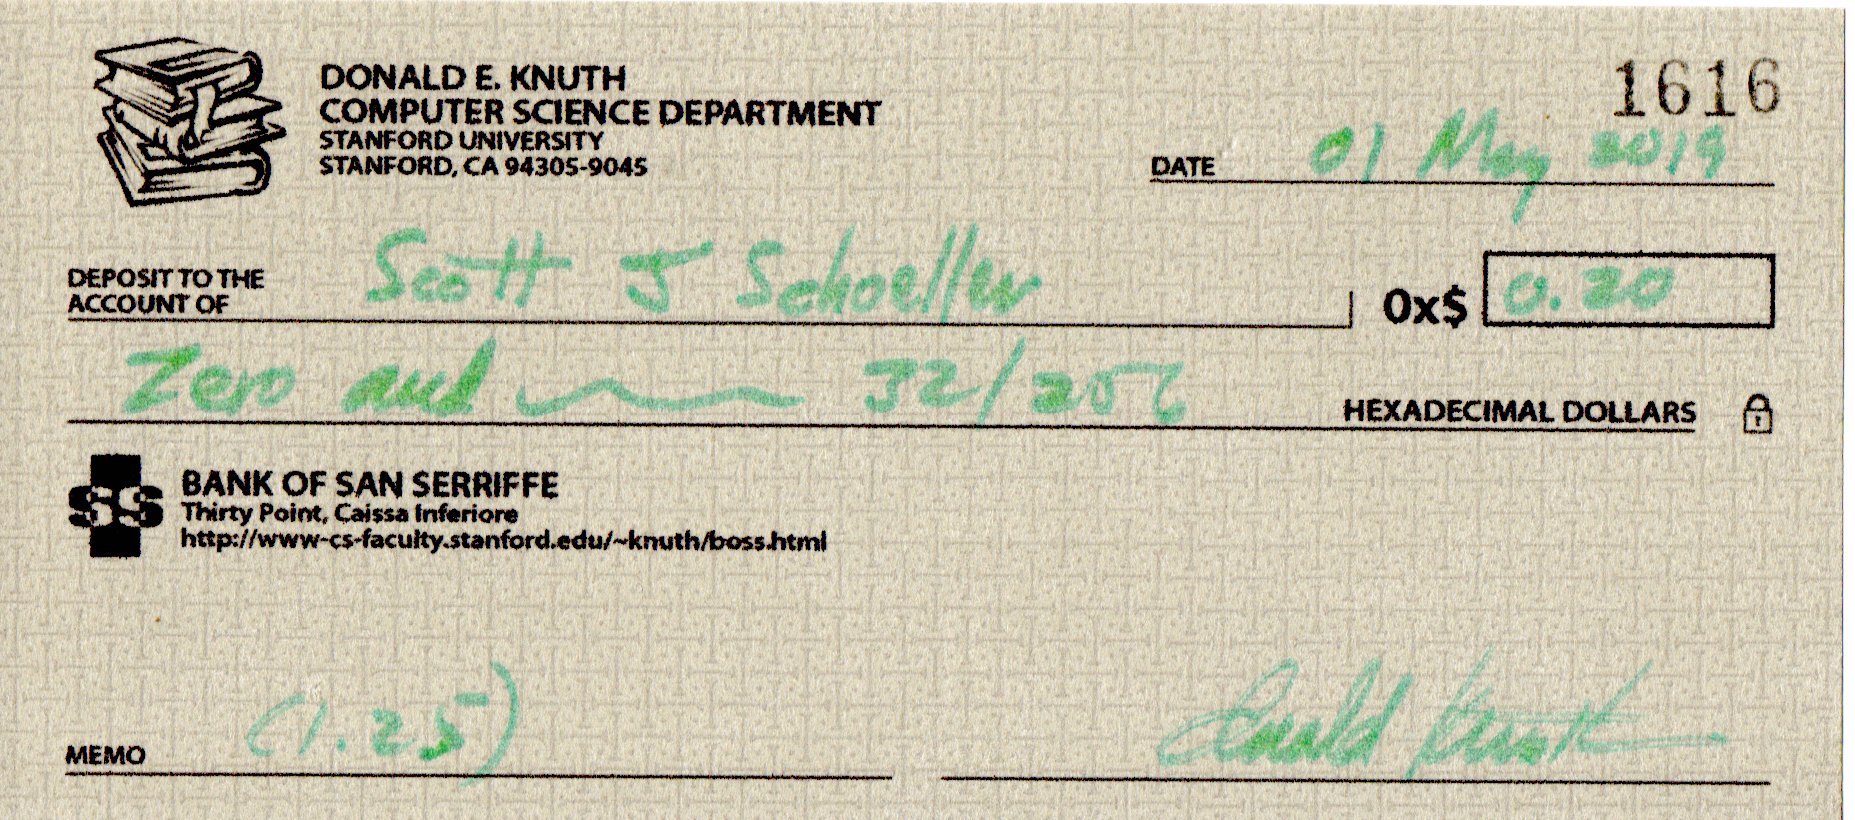 DONALD E. KNUTH
COMPUTER SCIENCE DEPARTMENT
STANFORD UNIVERSITY
STANFORD, CA 94305-9045
1616
DATE 01 May 2019
DEPOSIT TO THE
ACCOUNT OF Scott J Schoeller
0x$ 0.20
Zero and 32/256 HEXADECIMAL DOLLARS
SS
BANK OF SAN SERRIFFE
Thirty Point, Caissa Inferiore
http://www-cs-faculty.stanford.edu/~knuth/boss.html
MEMO (1.25)
Donald Knuth